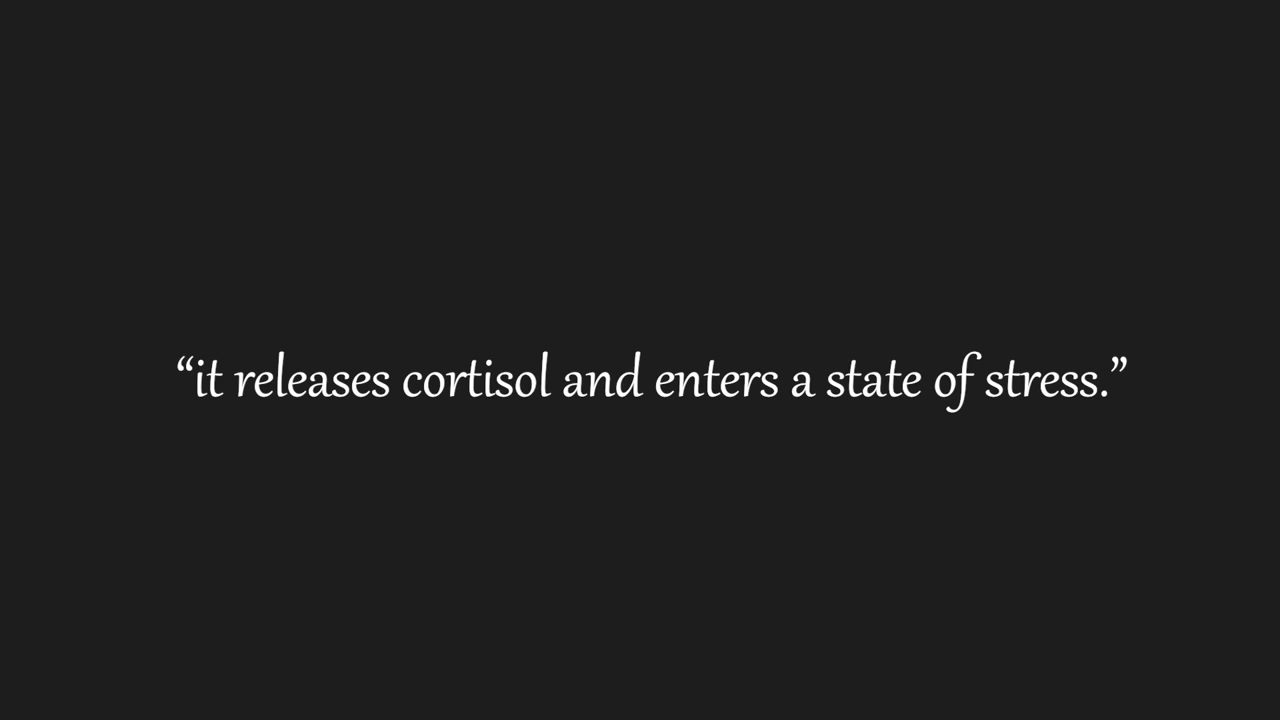 “it releases cortisol and enters a state of stress.”